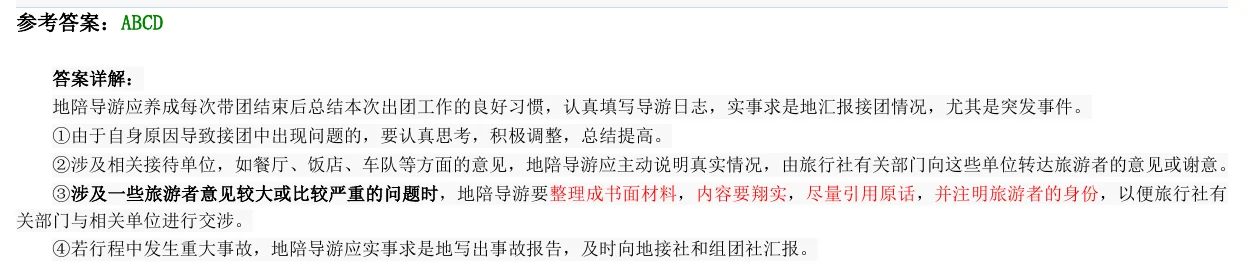 参考答案：ABCD
答案详解：
地陪导游应养成每次带团结束后总结本次出团工作的良好习惯，认真填写导游日志，实事求是地汇报接团情况，尤其是突发事件。
①由于自身原因导致接团中出现问题的，要认真思考，积极调整，总结提高。
②涉及相关接待单位，如餐厅、饭店、车队等方面的意见，地陪导游应主动说明真实情况，由旅行社有关部门向这些单位转达旅游者的意见或谢意。
③涉及一些旅游者意见较大或比较严重的问题时，地陪导游要整理成书面材料，内容要翔实，尽量引用原话，并注明旅游者的身份，以便旅行社有
关部门与相关单位进行交涉。
④若行程中发生重大事故，地陪导游应实事求是地写出事故报告，及时向地接社和组团社汇报。